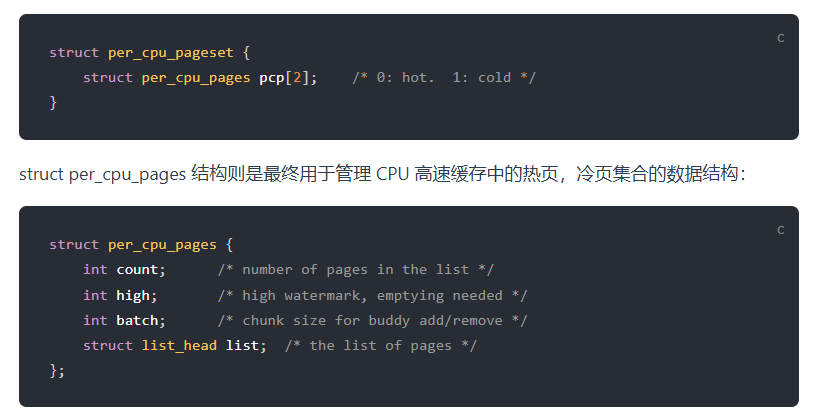 C
struct per_cpu_pageset {
    struct per_cpu_pages pcp[2];    /* 0: hot.  1: cold */
}
struct per_cpu_pages 结构则是最终用于管理 CPU 高速缓存中的热页，冷页集合的数据结构：
C
struct per_cpu_pages {
    int count;      /* number of pages in the list */
    int high;       /* high watermark, emptying needed */
    int batch;      /* chunk size for buddy add/remove */
    struct list_head list;  /* the list of pages */
};